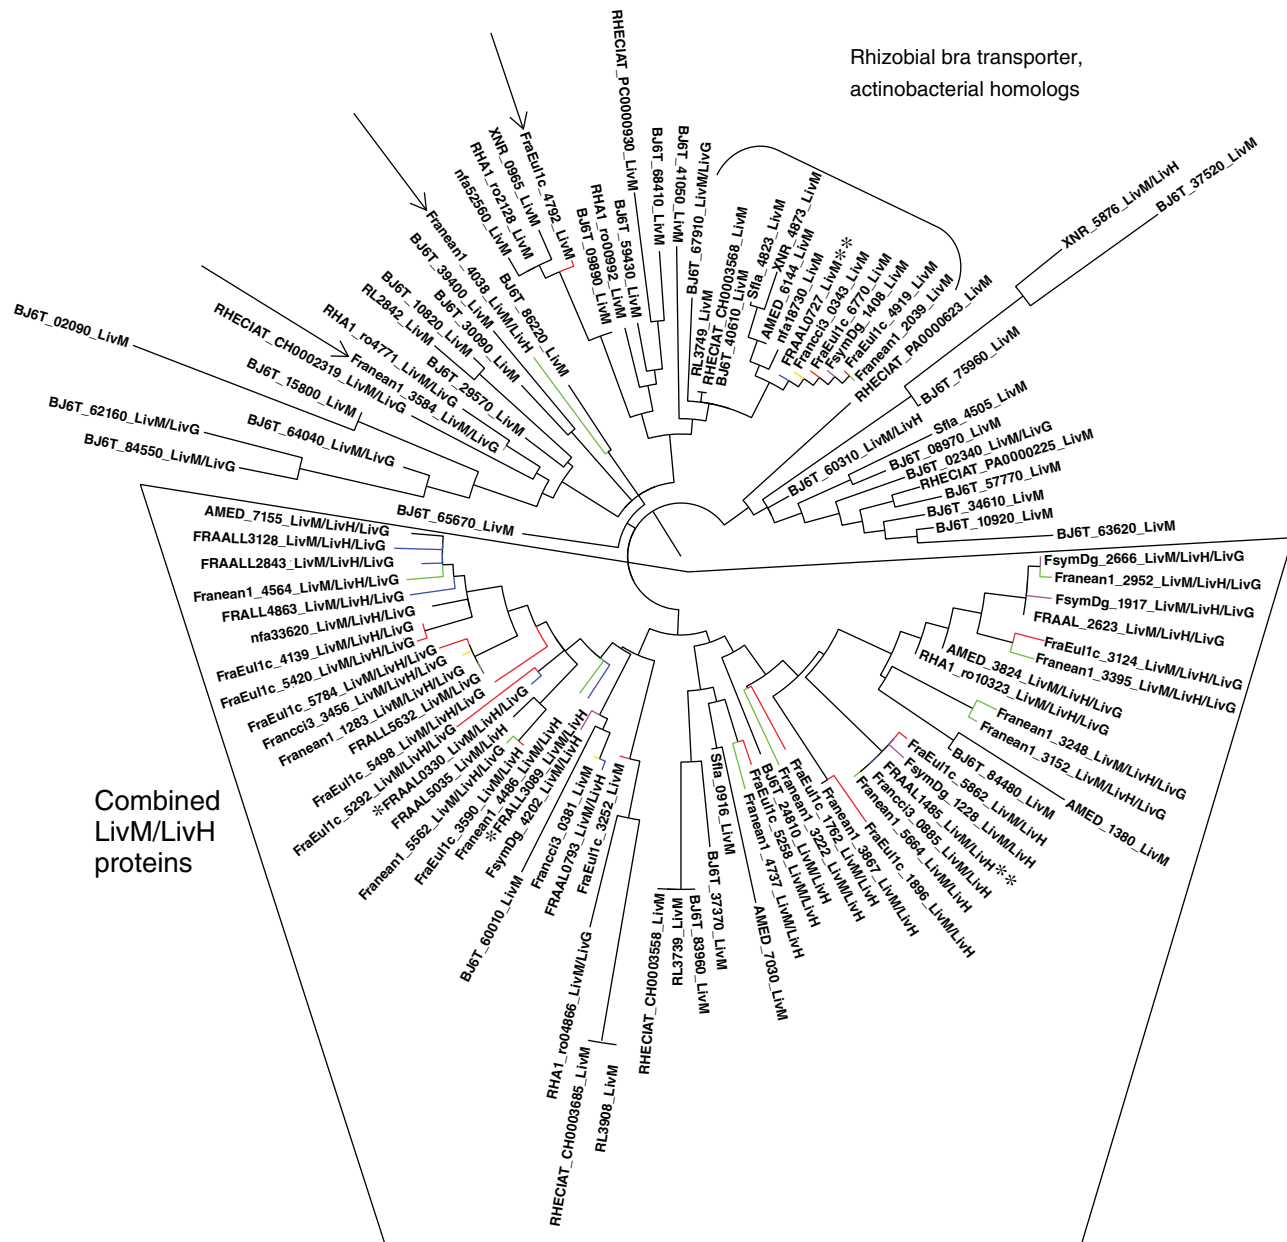 Rhizobial bra transporter,
actinobacterial homologs
BJ6T_02090_LivM
BJ6T_62160_LivM/LivG
BJ6T_84550_LivM/LivG
BJ6T_15800_LivM
BJ6T_64040_LivM/LivG
RHECIAT_CH0002319_LivM/LivG
Franean1_3584_LivM/LivG
RHA1_ro4771_LivM/LivG
BJ6T_65670_LivM
BJ6T_29570_LivM
RL2842_LivM
BJ6T_10820_LivM
BJ6T_30090_LivM
BJ6T_39400_LivM
Franean1_4038_LivM/LivH
BJ6T_86220_LivM
nfa52560_LivM
RHA1_ro2128_LivM
XNR_0965_LivM
FraEul1c_4792_LivM
BJ6T_09890_LivM
RHA1_ro00992_LivM
BJ6T_59430_LivM
RHECIAT_PC0000930_LivM
BJ6T_68410_LivM
BJ6T_41050_LivM
BJ6T_67910_LivM/LivG
RL3749_LivM
RHECIAT_CH0003568_LivM
BJ6T_40610_LivM
Sfla_4823_LivM
XNR_4873_LivM
AMED_6144_LivM
nfa18730_LivM
FRAAL0727_LivM**
Francci3_0343_LivM
FraEul1c_6770_LivM
FsymDg_1408_LivM
FraEul1c_4919_LivM
Franean1_2039_LivM
RHECIAT_PA0000623_LivM
XNR_5876_LivM/LivH
BJ6T_37520_LivM
BJ6T_75960_LivM
BJ6T_60310_LivM/LivH
Sfla_4505_LivM
BJ6T_08970_LivM
BJ6T_02340_LivM/LivG
RHECIAT_PA0000225_LivM
BJ6T_57770_LivM
BJ6T_34610_LivM
BJ6T_10920_LivM
BJ6T_63620_LivM
FsymDg_2666_LivM/LivH/LivG
Franean1_2952_LivM/LivH/LivG
FsymDg_1917_LivM/LivH/LivG
FRAAL_2623_LivM/LivH/LivG
FraEul1c_3124_LivM/LivH/LivG
Franean1_3395_LivM/LivH/LivG
AMED_3824_LivM/LivH/LivG
RHA1_ro10323_LivM/LivH/LivG
Franean1_3248_LivM/LivH/LivG
Franean1_3152_LivM/LivH/LivG
BJ6T_84480_LivM
AMED_1380_LivM
FraEul1c_5862_LivM/LivH
FsymDg_1228_LivM/LivH
FRAAL1485_LivM/LivH**
Francci3_0885_LivM/LivH
Franean1_5664_LivM/LivH
FraEul1c_1896_LivM/LivH
Franean1_3867_LivM/LivH
FraEul1c_1762_LivM/LivH
Franean1_3222_LivM/LivH
BJ6T_24810_LivM/LivH
FraEul1c_5258_LivM/LivH
Franean1_4737_LivM/LivH
AMED_7030_LivM
Sfla_0916_LivM
BJ6T_37370_LivM
BJ6T_83960_LivM
RL3739_LivM
RHECIAT_CH0003558_LivM
RL3908_LivM
RHECIAT_CH0003685_LivM
RHA1_ro04866_LivM/LivG
FraEul1c_3252_LivM
FRAAL0793_LivM/LivH
Francci3_0381_LivM
BJ6T_60010_LivM
FsymDg_4202_LivM/LivH
*FRALL3089_LivM/LivH
Franean1_4486_LivM/LivH
FraEul1c_3590_LivM/LivH
Franean1_5562_LivM/LivH/LivG
FRAAL5035_LivM/LivH
*FRAAL0330_LivM/LivH/LivG
FraEul1c_5292_LivM/LivH/LivG
FraEul1c_5498_LivM/LivH/LivG
FRALL5632_LivM/LivG
Franean1_1283_LivM/LivH/LivG
Francci3_3456_LivM/LivH/LivG
FraEul1c_5784_LivM/LivH/LivG
FraEul1c_5420_LivM/LivH/LivG
FraEul1c_4139_LivM/LivH/LivG
nfa33620_LivM/LivH/LivG
FRALL4863_LivM/LivH/LivG
Franean1_4564_LivM/LivH/LivG
FRAALL2843_LivM/LivH/LivG
FRAALL3128_LivM/LivH/LivG
AMED_7155_LivM/LivH/LivG
Combined
LivM/LivH
proteins